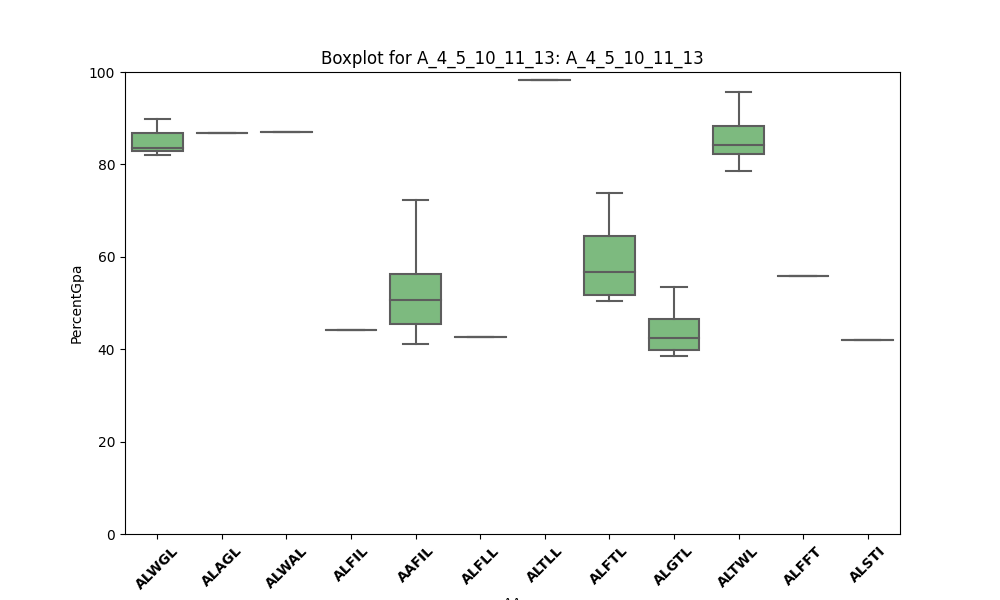 Boxplot for A_4_5_10_11_13: A_4_5_10_11_13
100
80
60
40
20
0
PercentGpa
ALWGL ALAGL ALWAL ALFIL AAFIL ALFLL ALTLL ALFTL ALGTL ALTWL ALFFT ALSTI